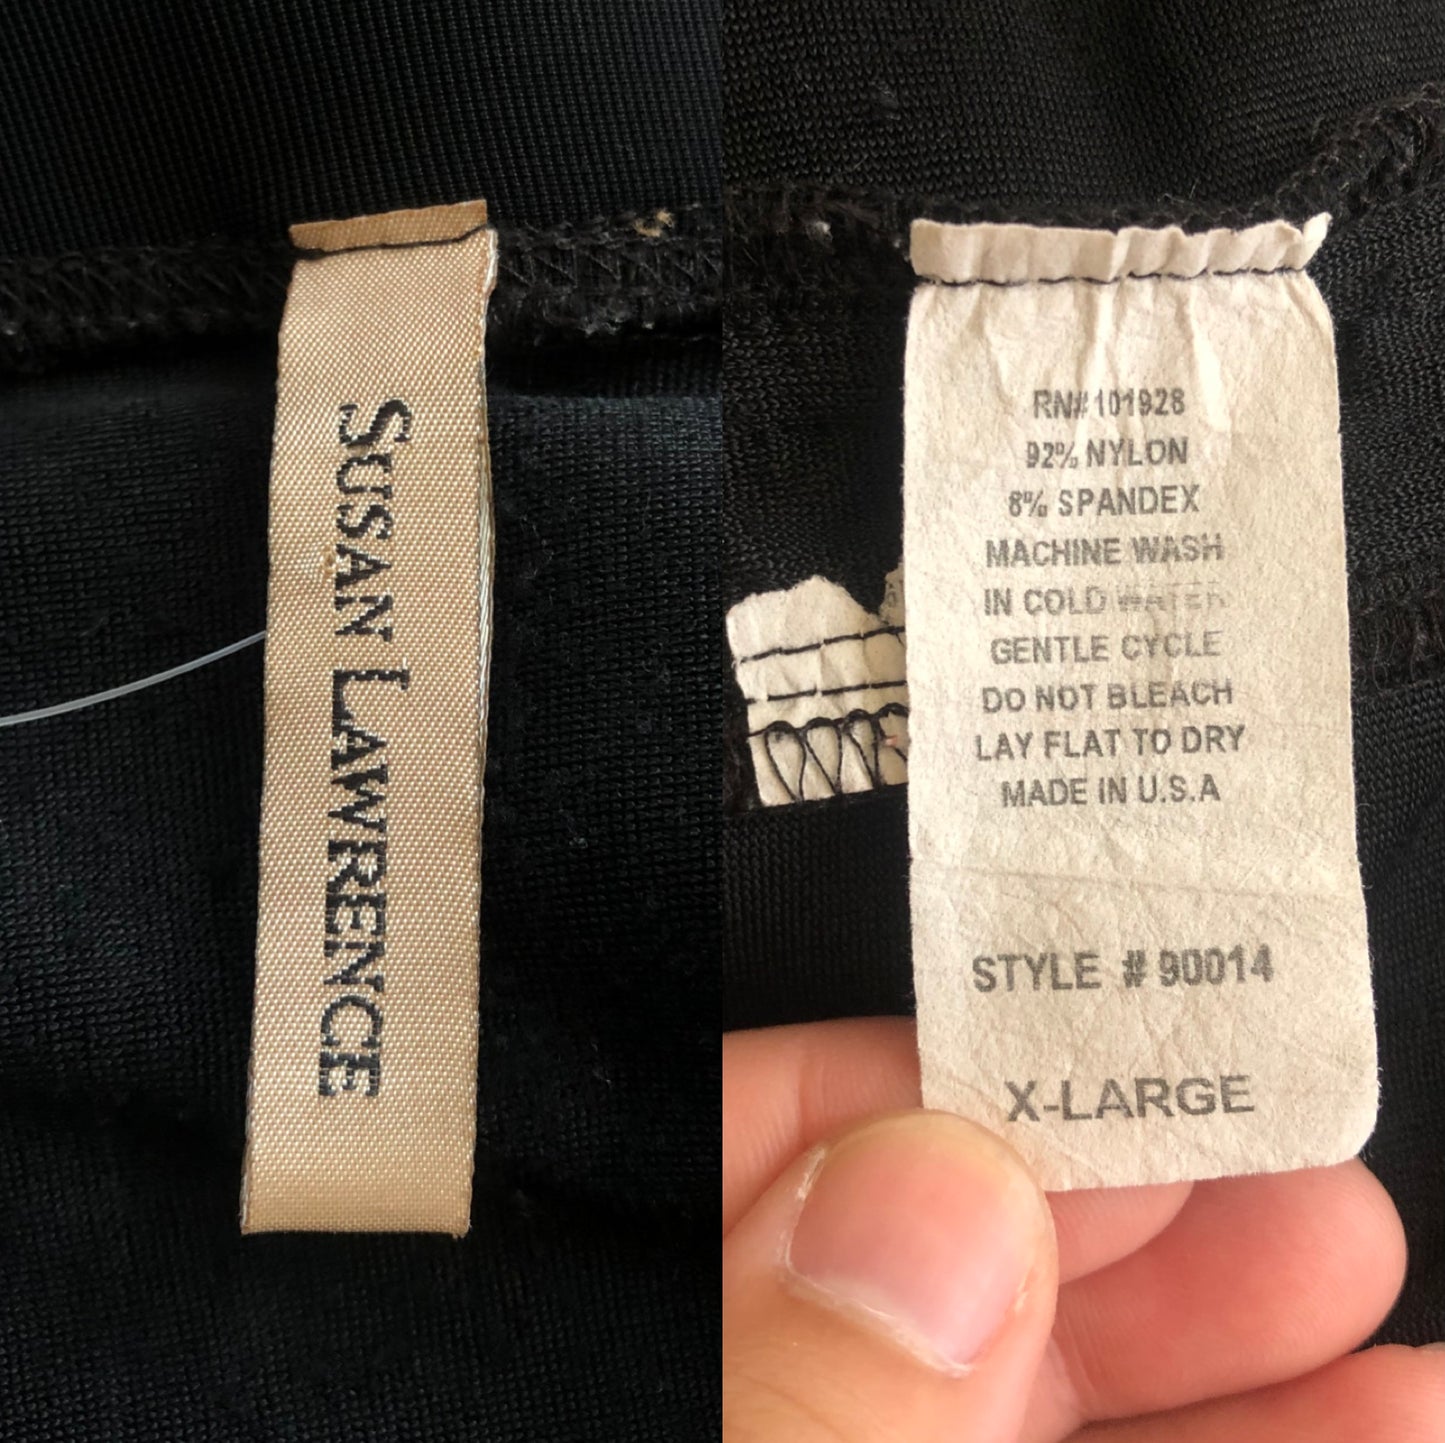 SUSAN LAWRENCE
RN# 101928
92% NYLON
8% SPANDEX
MACHINE WASH
IN COLD WATER
GENTLE CYCLE
DO NOT BLEACH
LAY FLAT TO DRY
MADE IN U.S.A
STYLE # 90014
X-LARGE